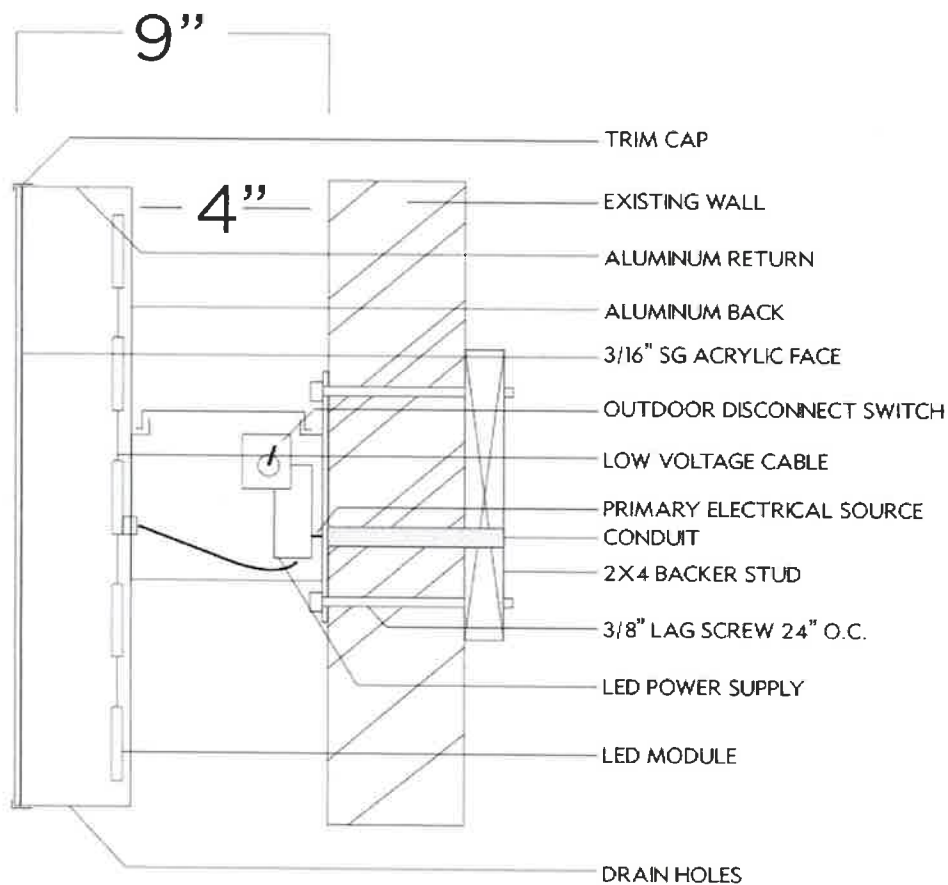 9”
4”
TRIM CAP
EXISTING WALL
ALUMINUM RETURN
ALUMINUM BACK
3/16" SG ACRYLIC FACE
OUTDOOR DISCONNECT SWITCH
LOW VOLTAGE CABLE
PRIMARY ELECTRICAL SOURCE
CONDUIT
2X4 BACKER STUD
3/8" LAG SCREW 24" O.C.
LED POWER SUPPLY
LED MODULE
DRAIN HOLES